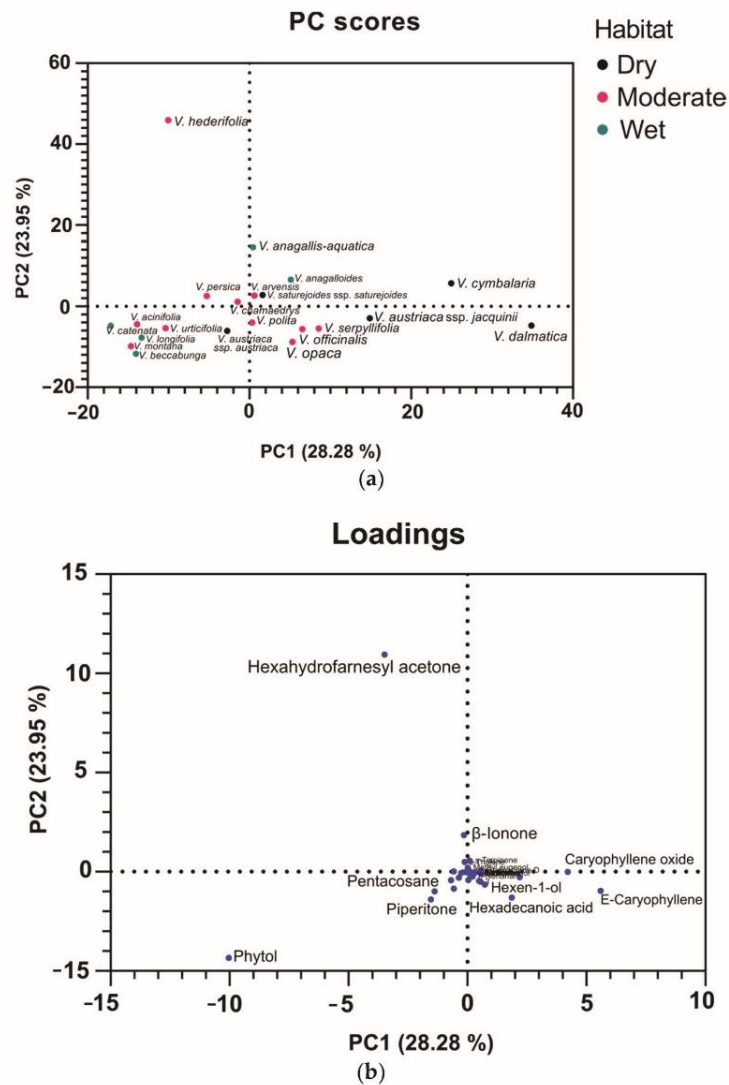 PC scores
Habitat
Dry
Moderate
Wet
60
40
20
0
−20
−20
0
20
40
PC2 (23.95 %)
PC1 (28.28 %)
V. hederifolia
V. anagallis-aquatica
V. anagalloides
V. cymbalaria
V. persica
V. arvensis
V. saturejoides ssp. saturejoides
V. chamaedrys
V. acinifolia
V. polita
V. austriaca ssp. jacquinii
V. catenata
V. urticifolia
V. serpyllifolia
V. dalmatica
V. longifolia
V. austriaca
ssp. austriaca
V. officinalis
V. montana
V. opaca
V. beccabunga
(a)
Loadings
15
10
5
0
−15
−15
−10
−5
0
5
10
PC2 (23.95 %)
PC1 (28.28 %)
Hexahydrofarnesyl acetone
β-Ionone
Caryophyllene oxide
Pentacosane
Hexen-1-ol
E-Caryophyllene
Piperitone
Hexadecanoic acid
Phytol
(b)